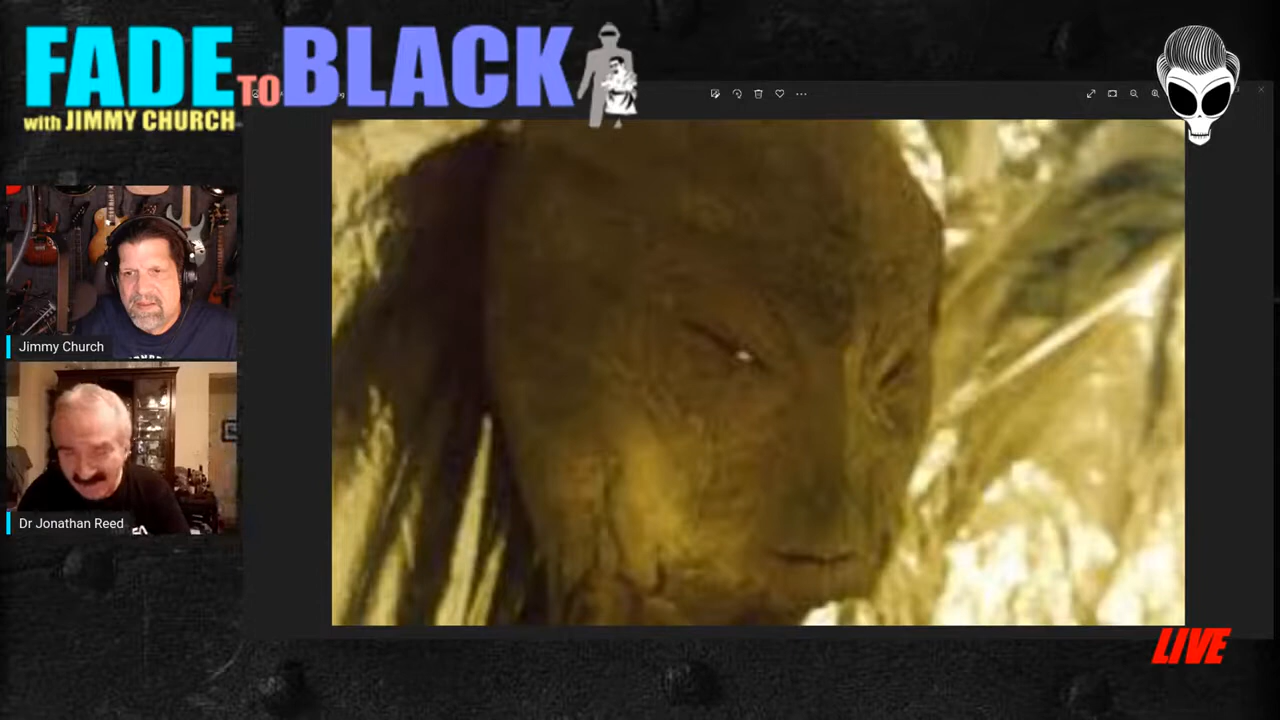 FADE TO BLACK
with JIMMY CHURCH
Jimmy Church
Dr Jonathan Reed
LIVE